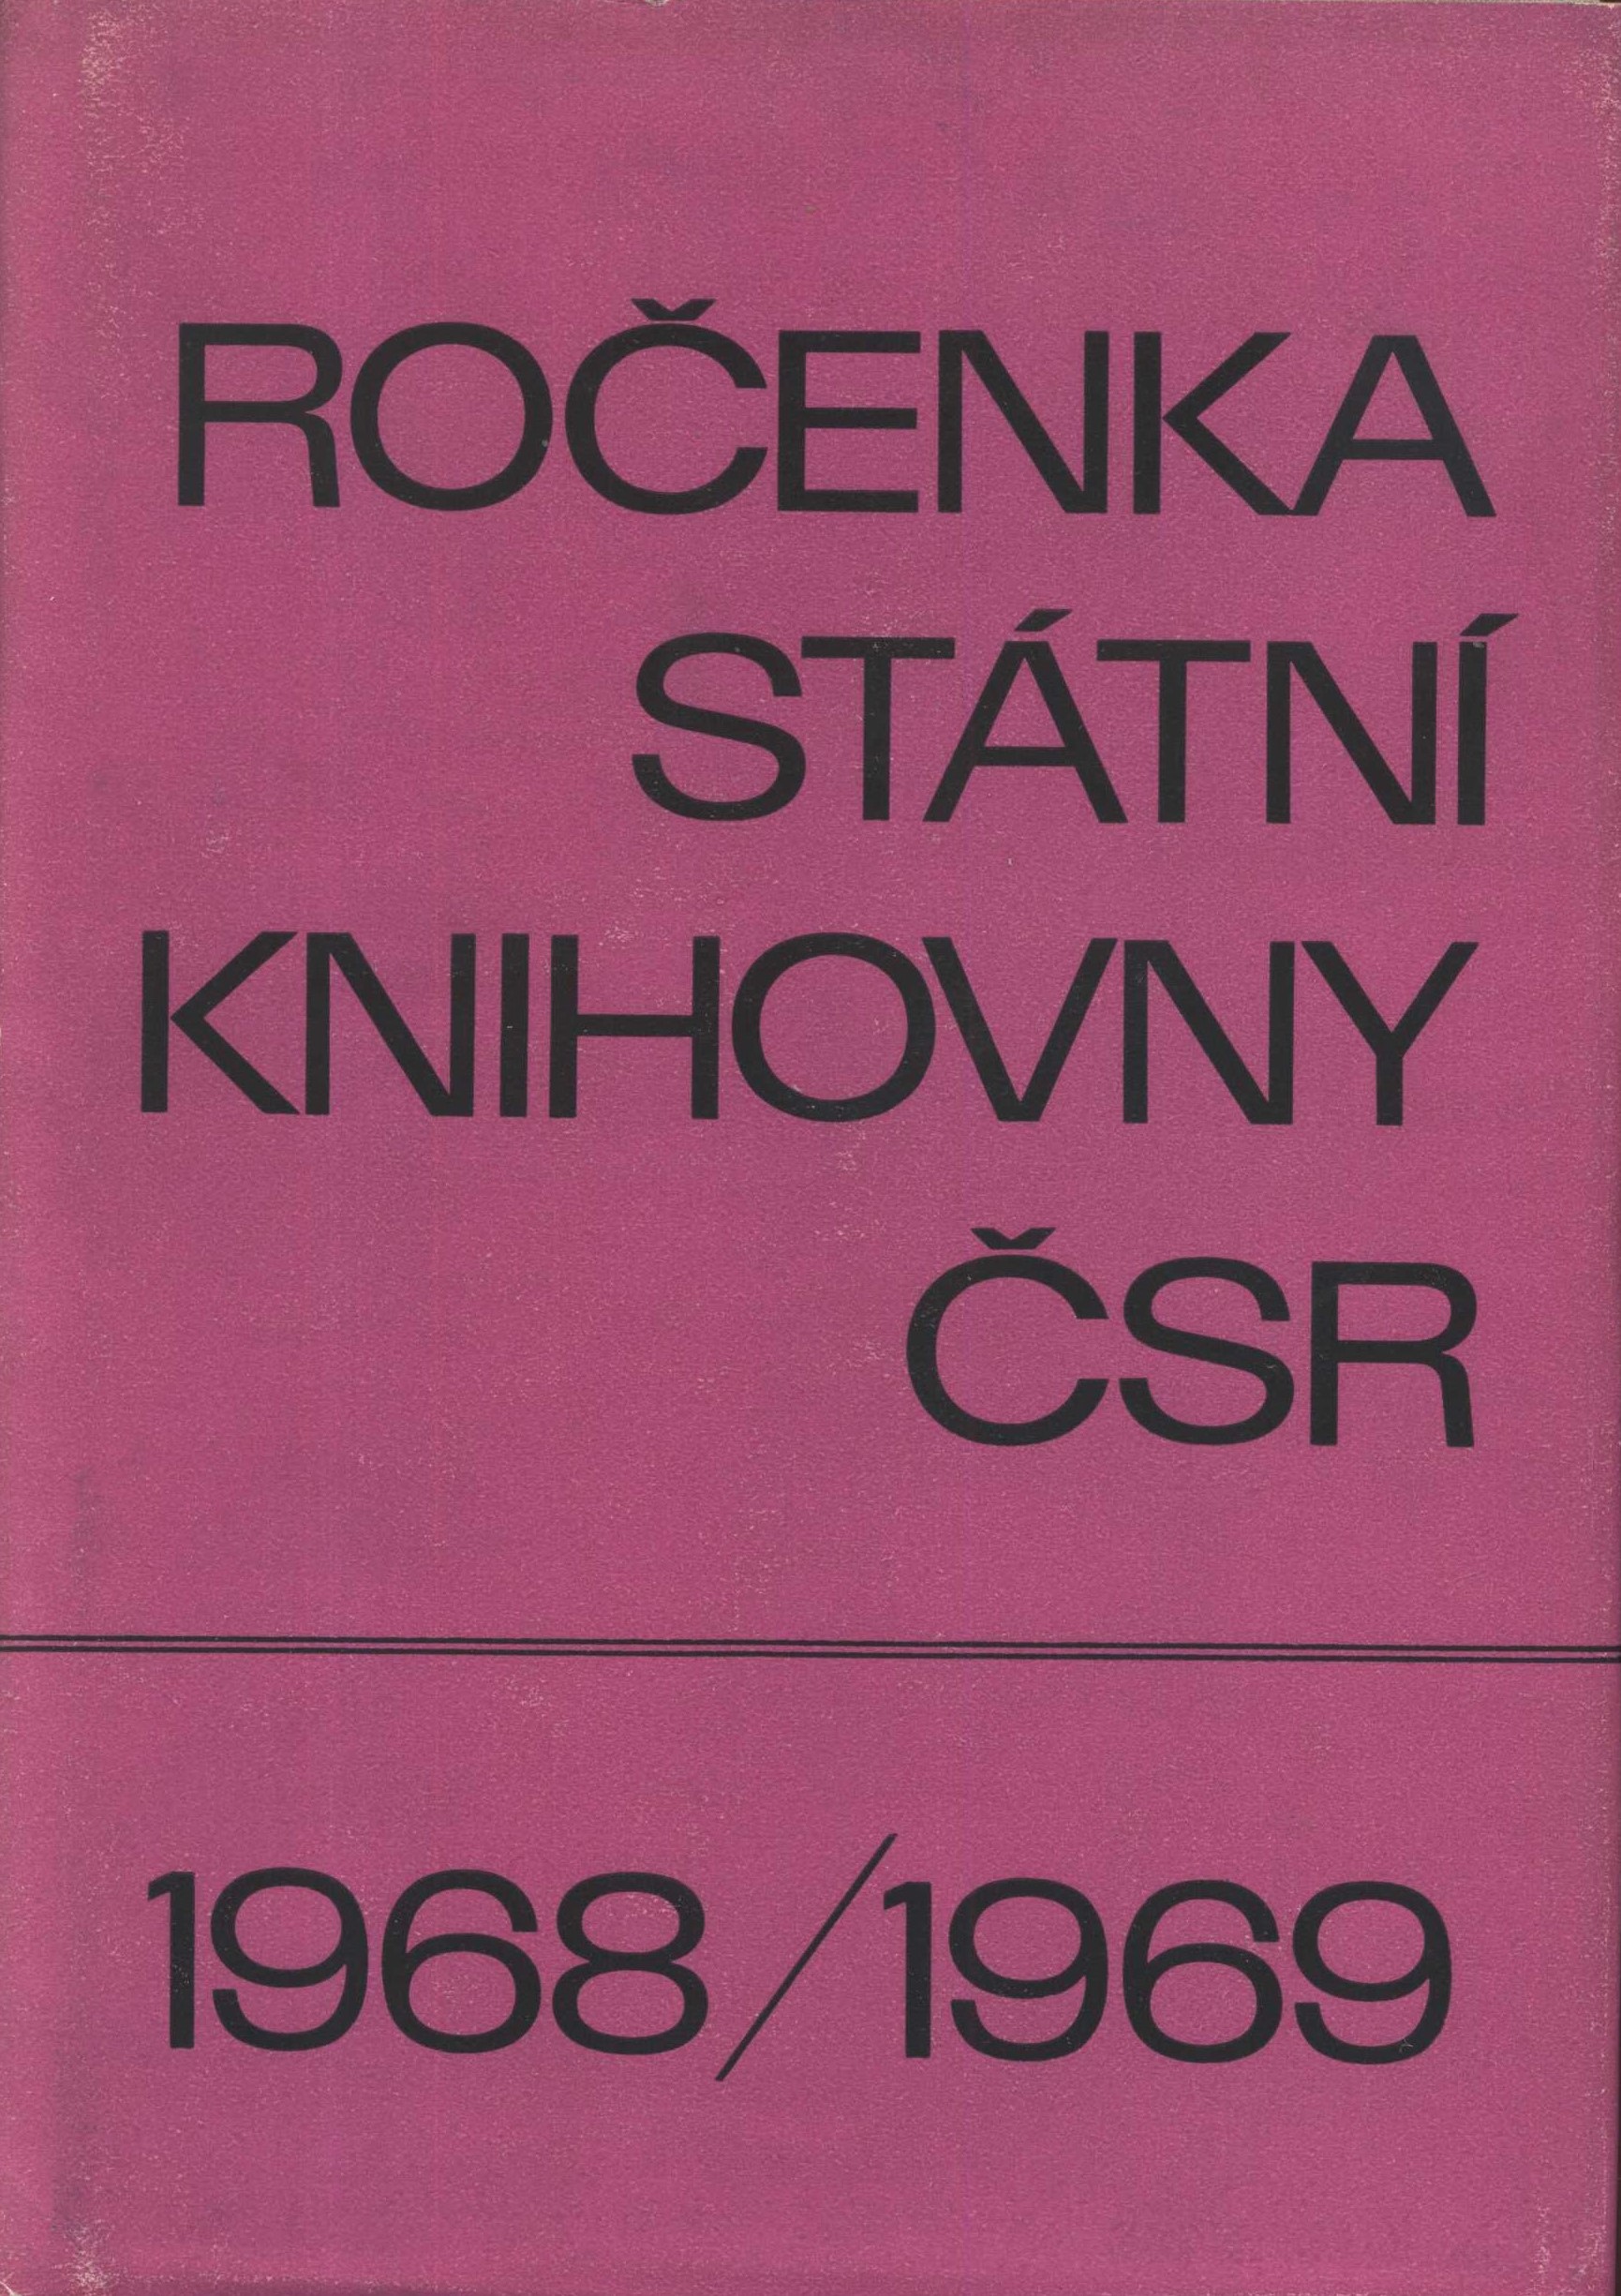 ROČENKA
STÁTNÍ
KNIHOVNY
ČSR
1968/1969